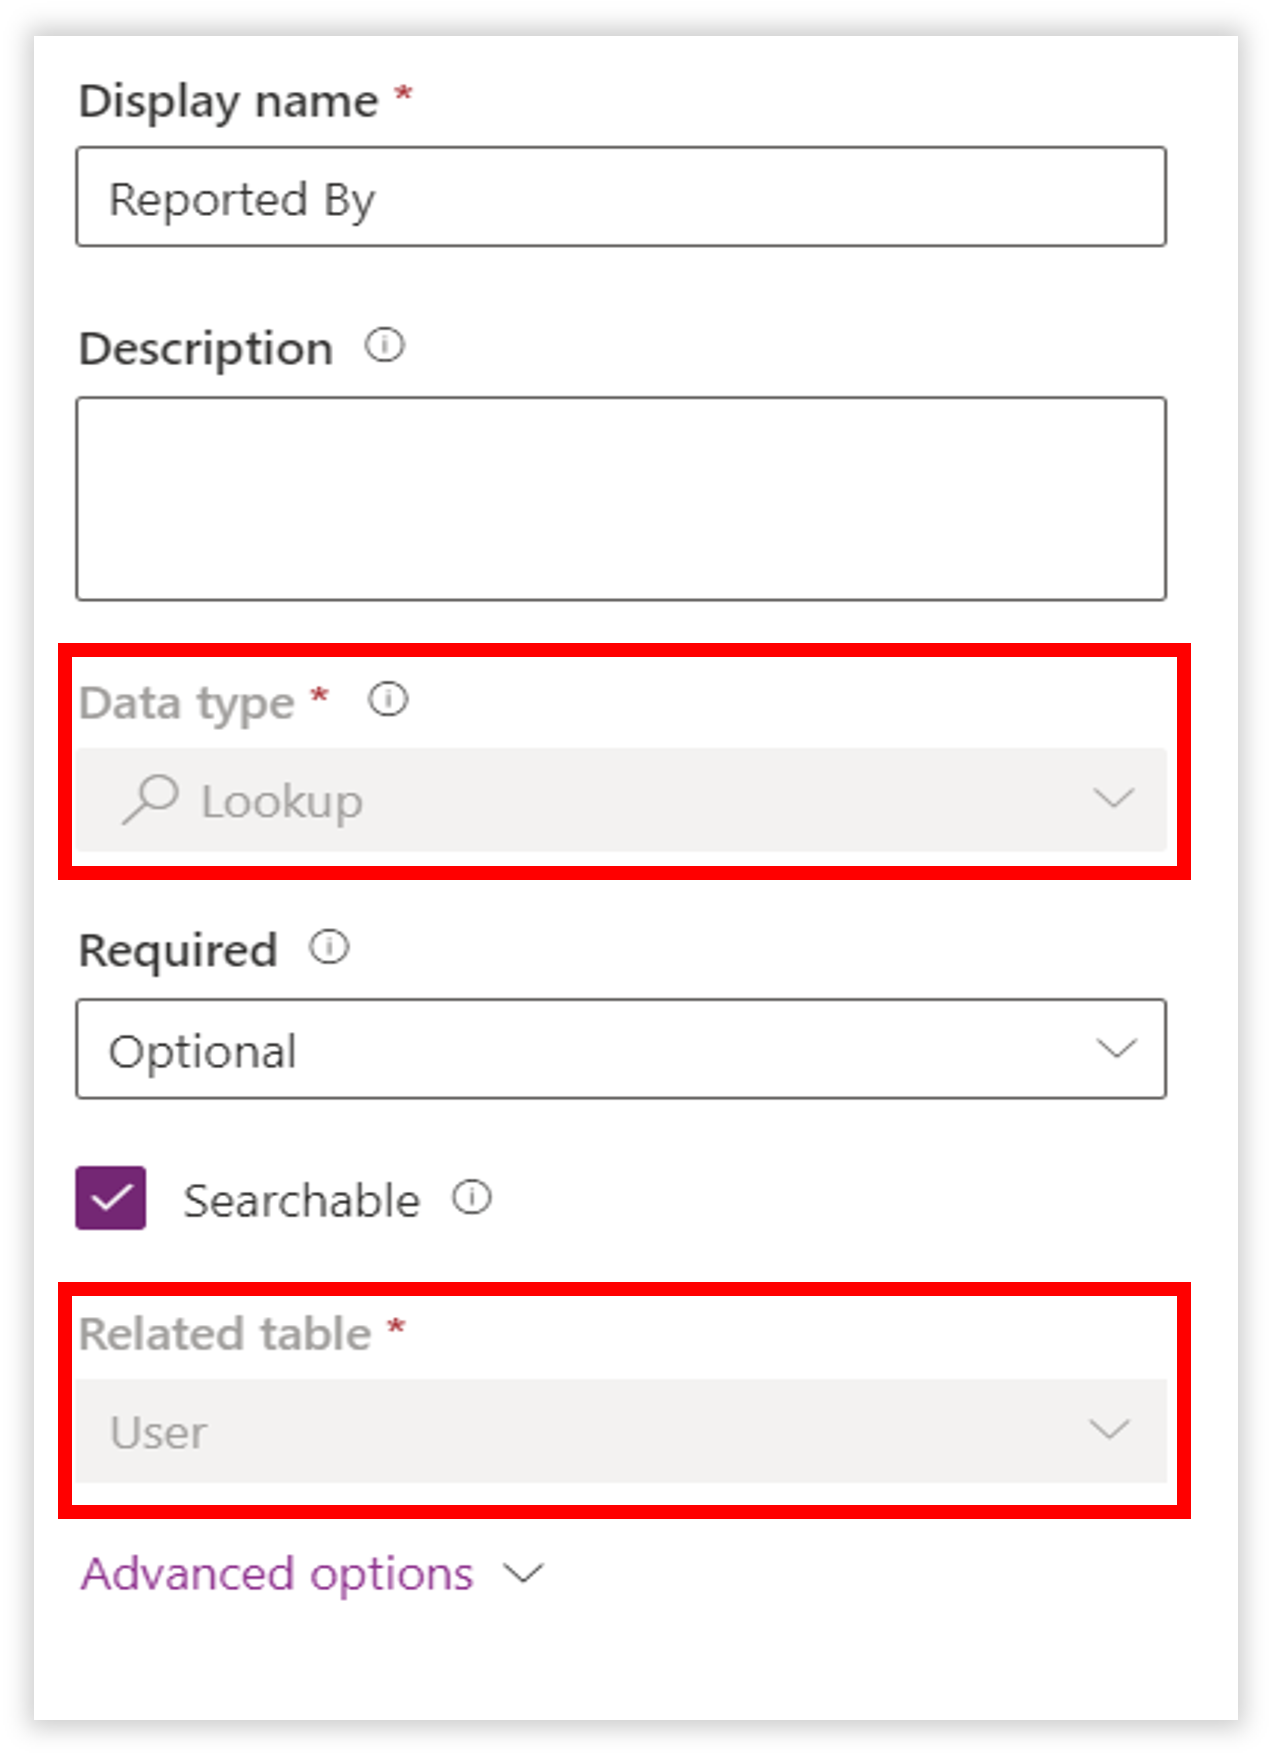 Display name *
Reported By
Description
Data type *
Lookup
Required
Optional
Searchable
Related table *
User
Advanced options